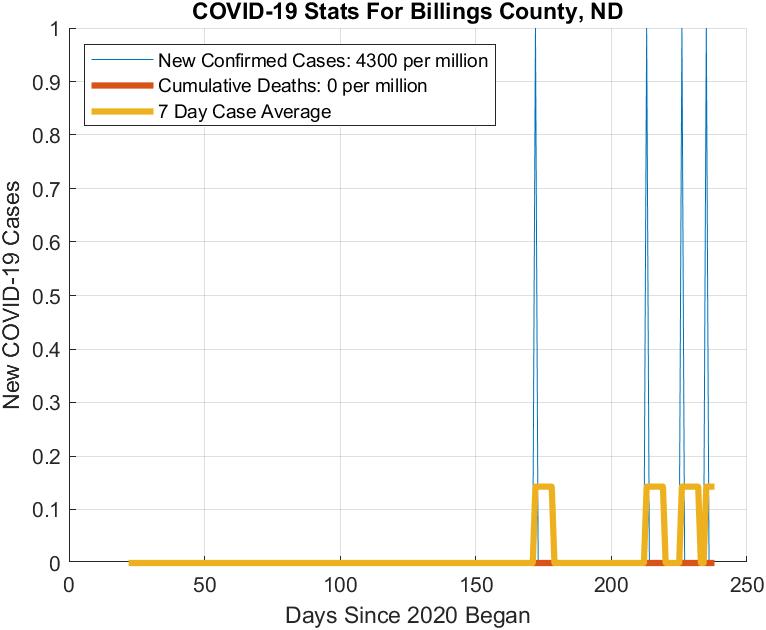 COVID-19 Stats For Billings County, ND
New Confirmed Cases: 4300 per million
Cumulative Deaths: 0 per million
7 Day Case Average
New COVID-19 Cases
1
0.9
0.8
0.7
0.6
0.5
0.4
0.3
0.2
0.1
0
0 50 100 150 200 250
Days Since 2020 Began